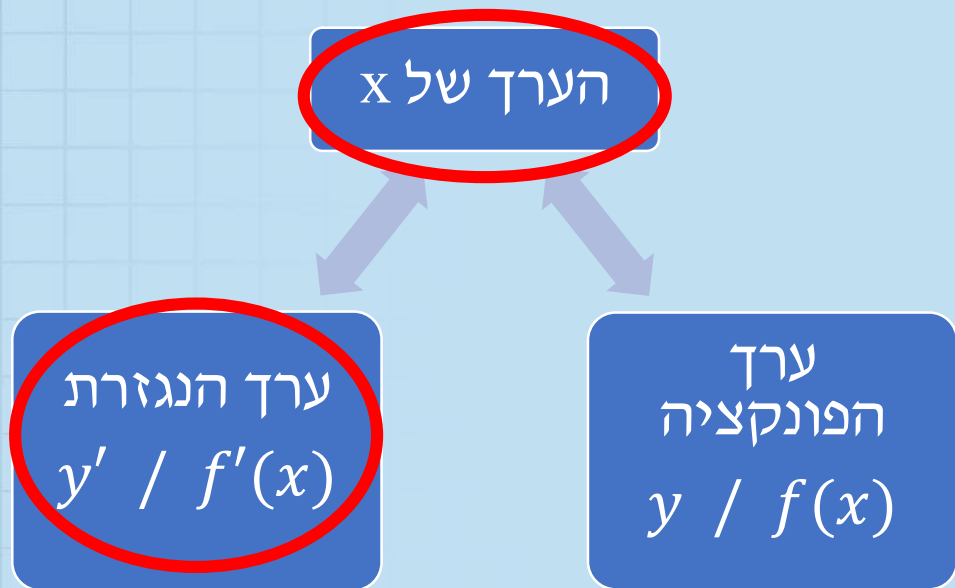 הערך של x
ערך
הפונקציה
y / f(x)
ערך הנגזרת
y′ / f′(x)